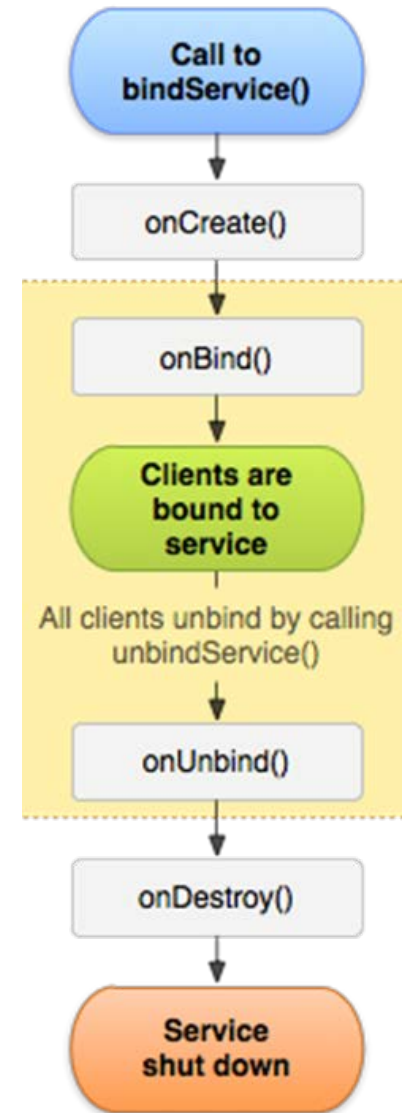 Call to
bindService()
onCreate()
onBind()
Clients are
bound to
service
All clients unbind by calling
unbindService()
onUnbind()
onDestroy()
Service
shut down